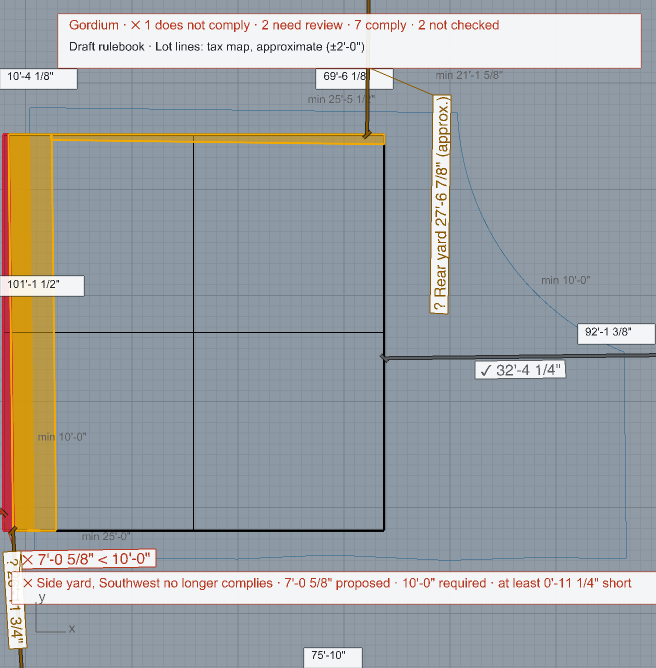 Gordium · × 1 does not comply · 2 need review · 7 comply · 2 not checked
Draft rulebook · Lot lines: tax map, approximate (±2'-0")
10'-4 1/8"
69'-6 1/8
min 21'-1 5/8"
min 25'-5 1/2"
? Rear yard 27'-6 7/8" (approx.)
101'-1 1/2"
min 10'-0"
92'-1 3/8"
✓ 32'-4 1/4"
min 10'-0"
min 25'-0"
× 7'-0 5/8" < 10'-0"
× Side yard, Southwest no longer complies · 7'-0 5/8" proposed · 10'-0" required · at least 0'-11 1/4" short
1 3/4"
y
x
75'-10"